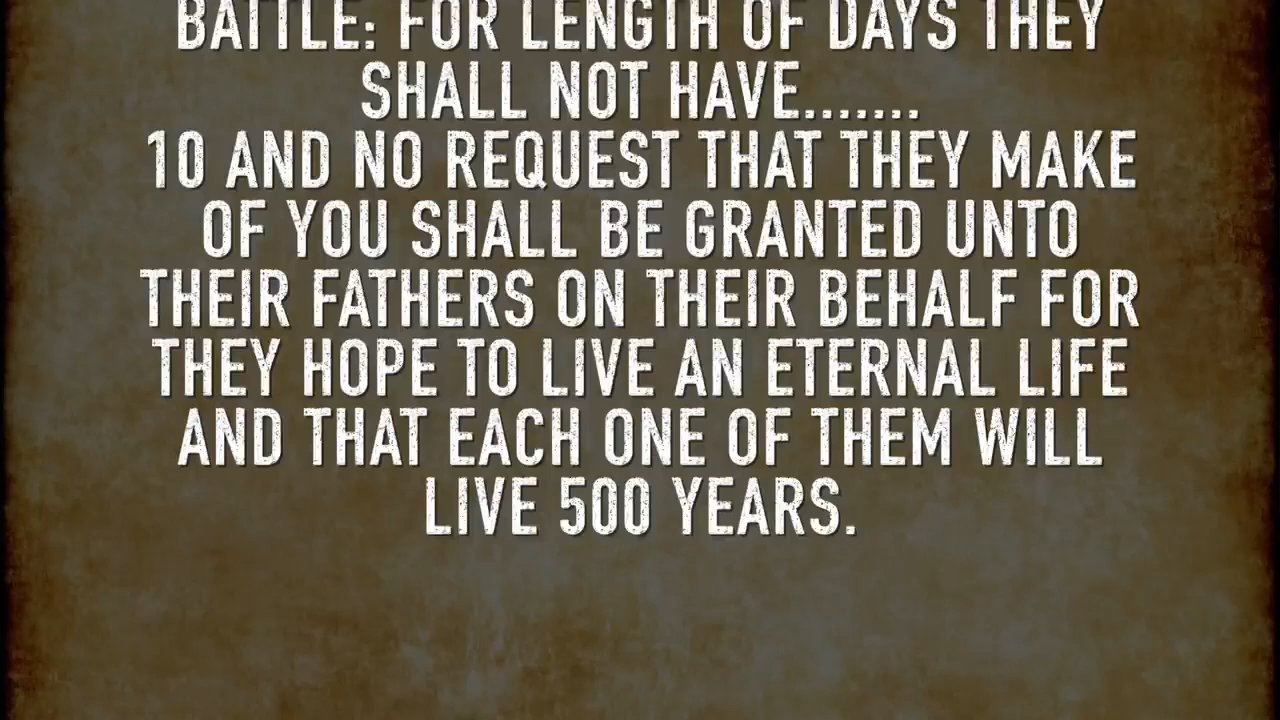 BATTLE: FOR LENGTH OF DAYS THEY
SHALL NOT HAVE.......
10 AND NO REQUEST THAT THEY MAKE
OF YOU SHALL BE GRANTED UNTO
THEIR FATHERS ON THEIR BEHALF FOR
THEY HOPE TO LIVE AN ETERNAL LIFE
AND THAT EACH ONE OF THEM WILL
LIVE 500 YEARS.